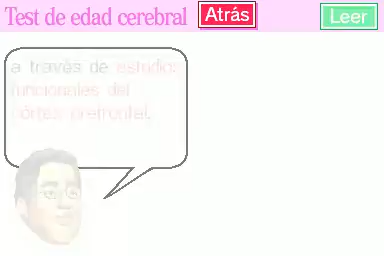 Test de edad cerebral
Atrás
Leer
a través de estudios
funcionales del
córtex prefrontal.